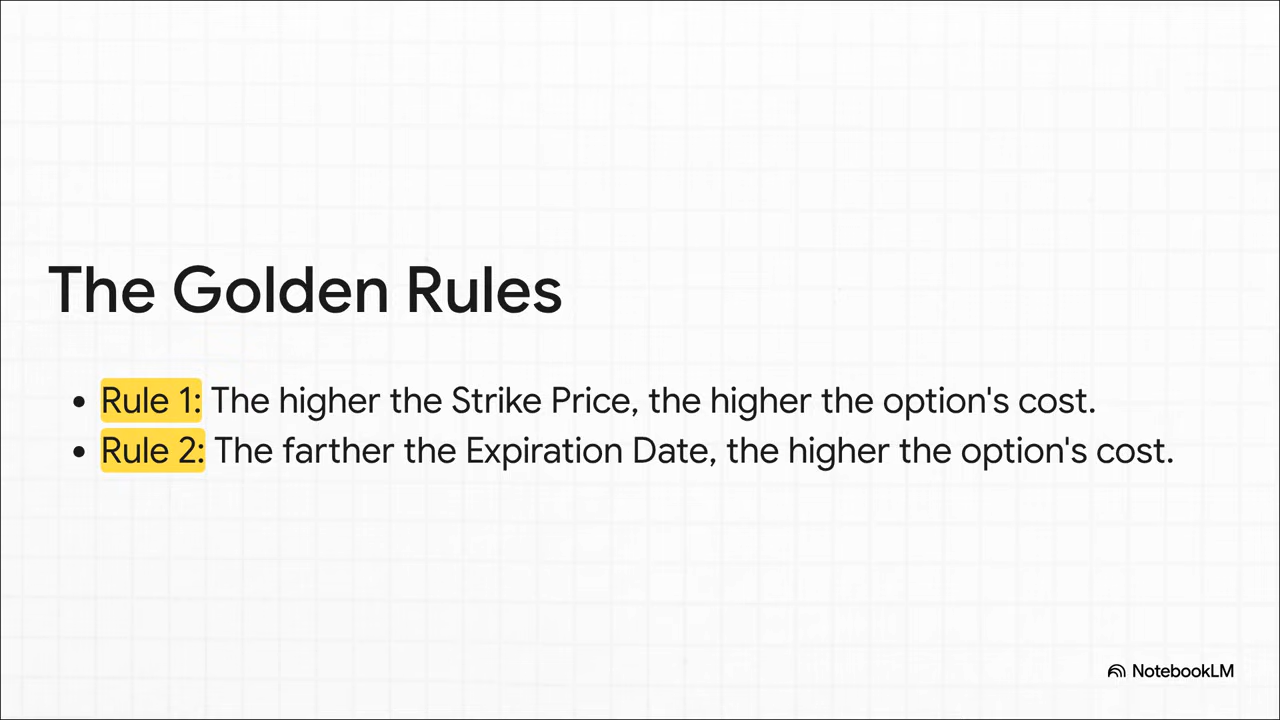 The Golden Rules
• Rule 1: The higher the Strike Price, the higher the option's cost.
• Rule 2: The farther the Expiration Date, the higher the option's cost.
NotebookLM